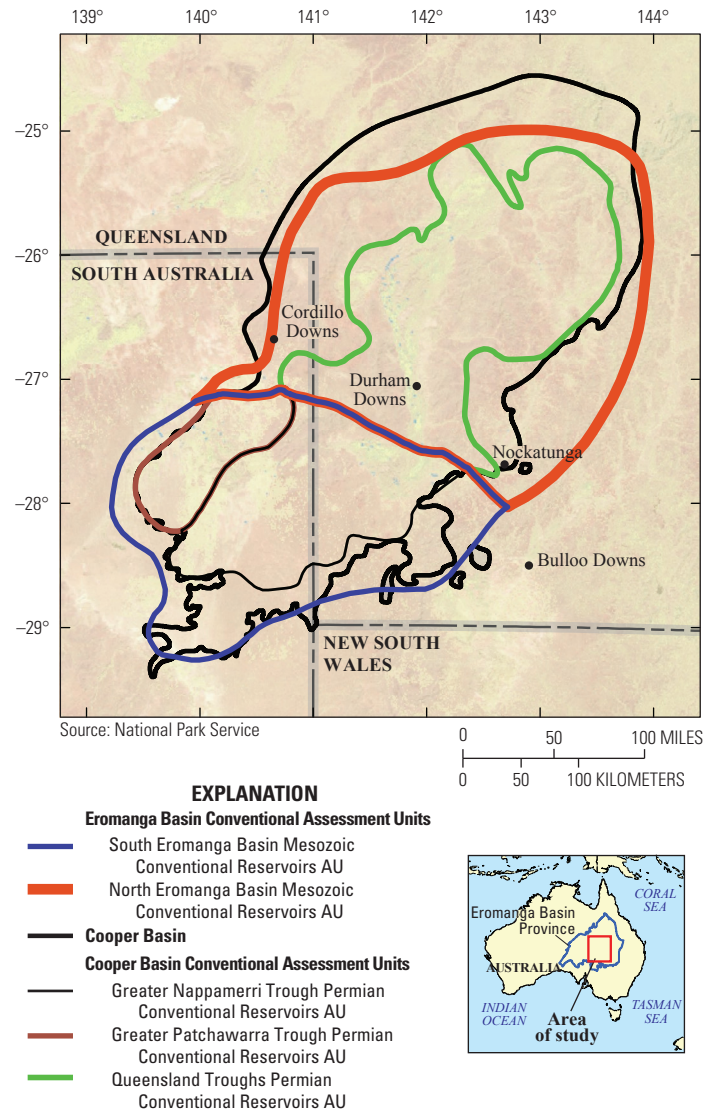 139° 140° 141° 142° 143° 144°
–25°
–26°
–27°
–28°
–29°
QUEENSLAND
SOUTH AUSTRALIA
Cordillo
Downs
Durham
Downs
Nockatunga
Bulloo Downs
NEW SOUTH
WALES
Source: National Park Service
0 50 100 MILES
0 50 100 KILOMETERS
EXPLANATION
Eromanga Basin Conventional Assessment Units
South Eromanga Basin Mesozoic
Conventional Reservoirs AU
North Eromanga Basin Mesozoic
Conventional Reservoirs AU
Cooper Basin
Cooper Basin Conventional Assessment Units
Greater Nappamerri Trough Permian
Conventional Reservoirs AU
Greater Patchawarra Trough Permian
Conventional Reservoirs AU
Queensland Troughs Permian
Conventional Reservoirs AU
CORAL
SEA
Eromanga Basin
Province
AUSTRALIA
INDIAN
OCEAN
Area
of study
TASMAN
SEA